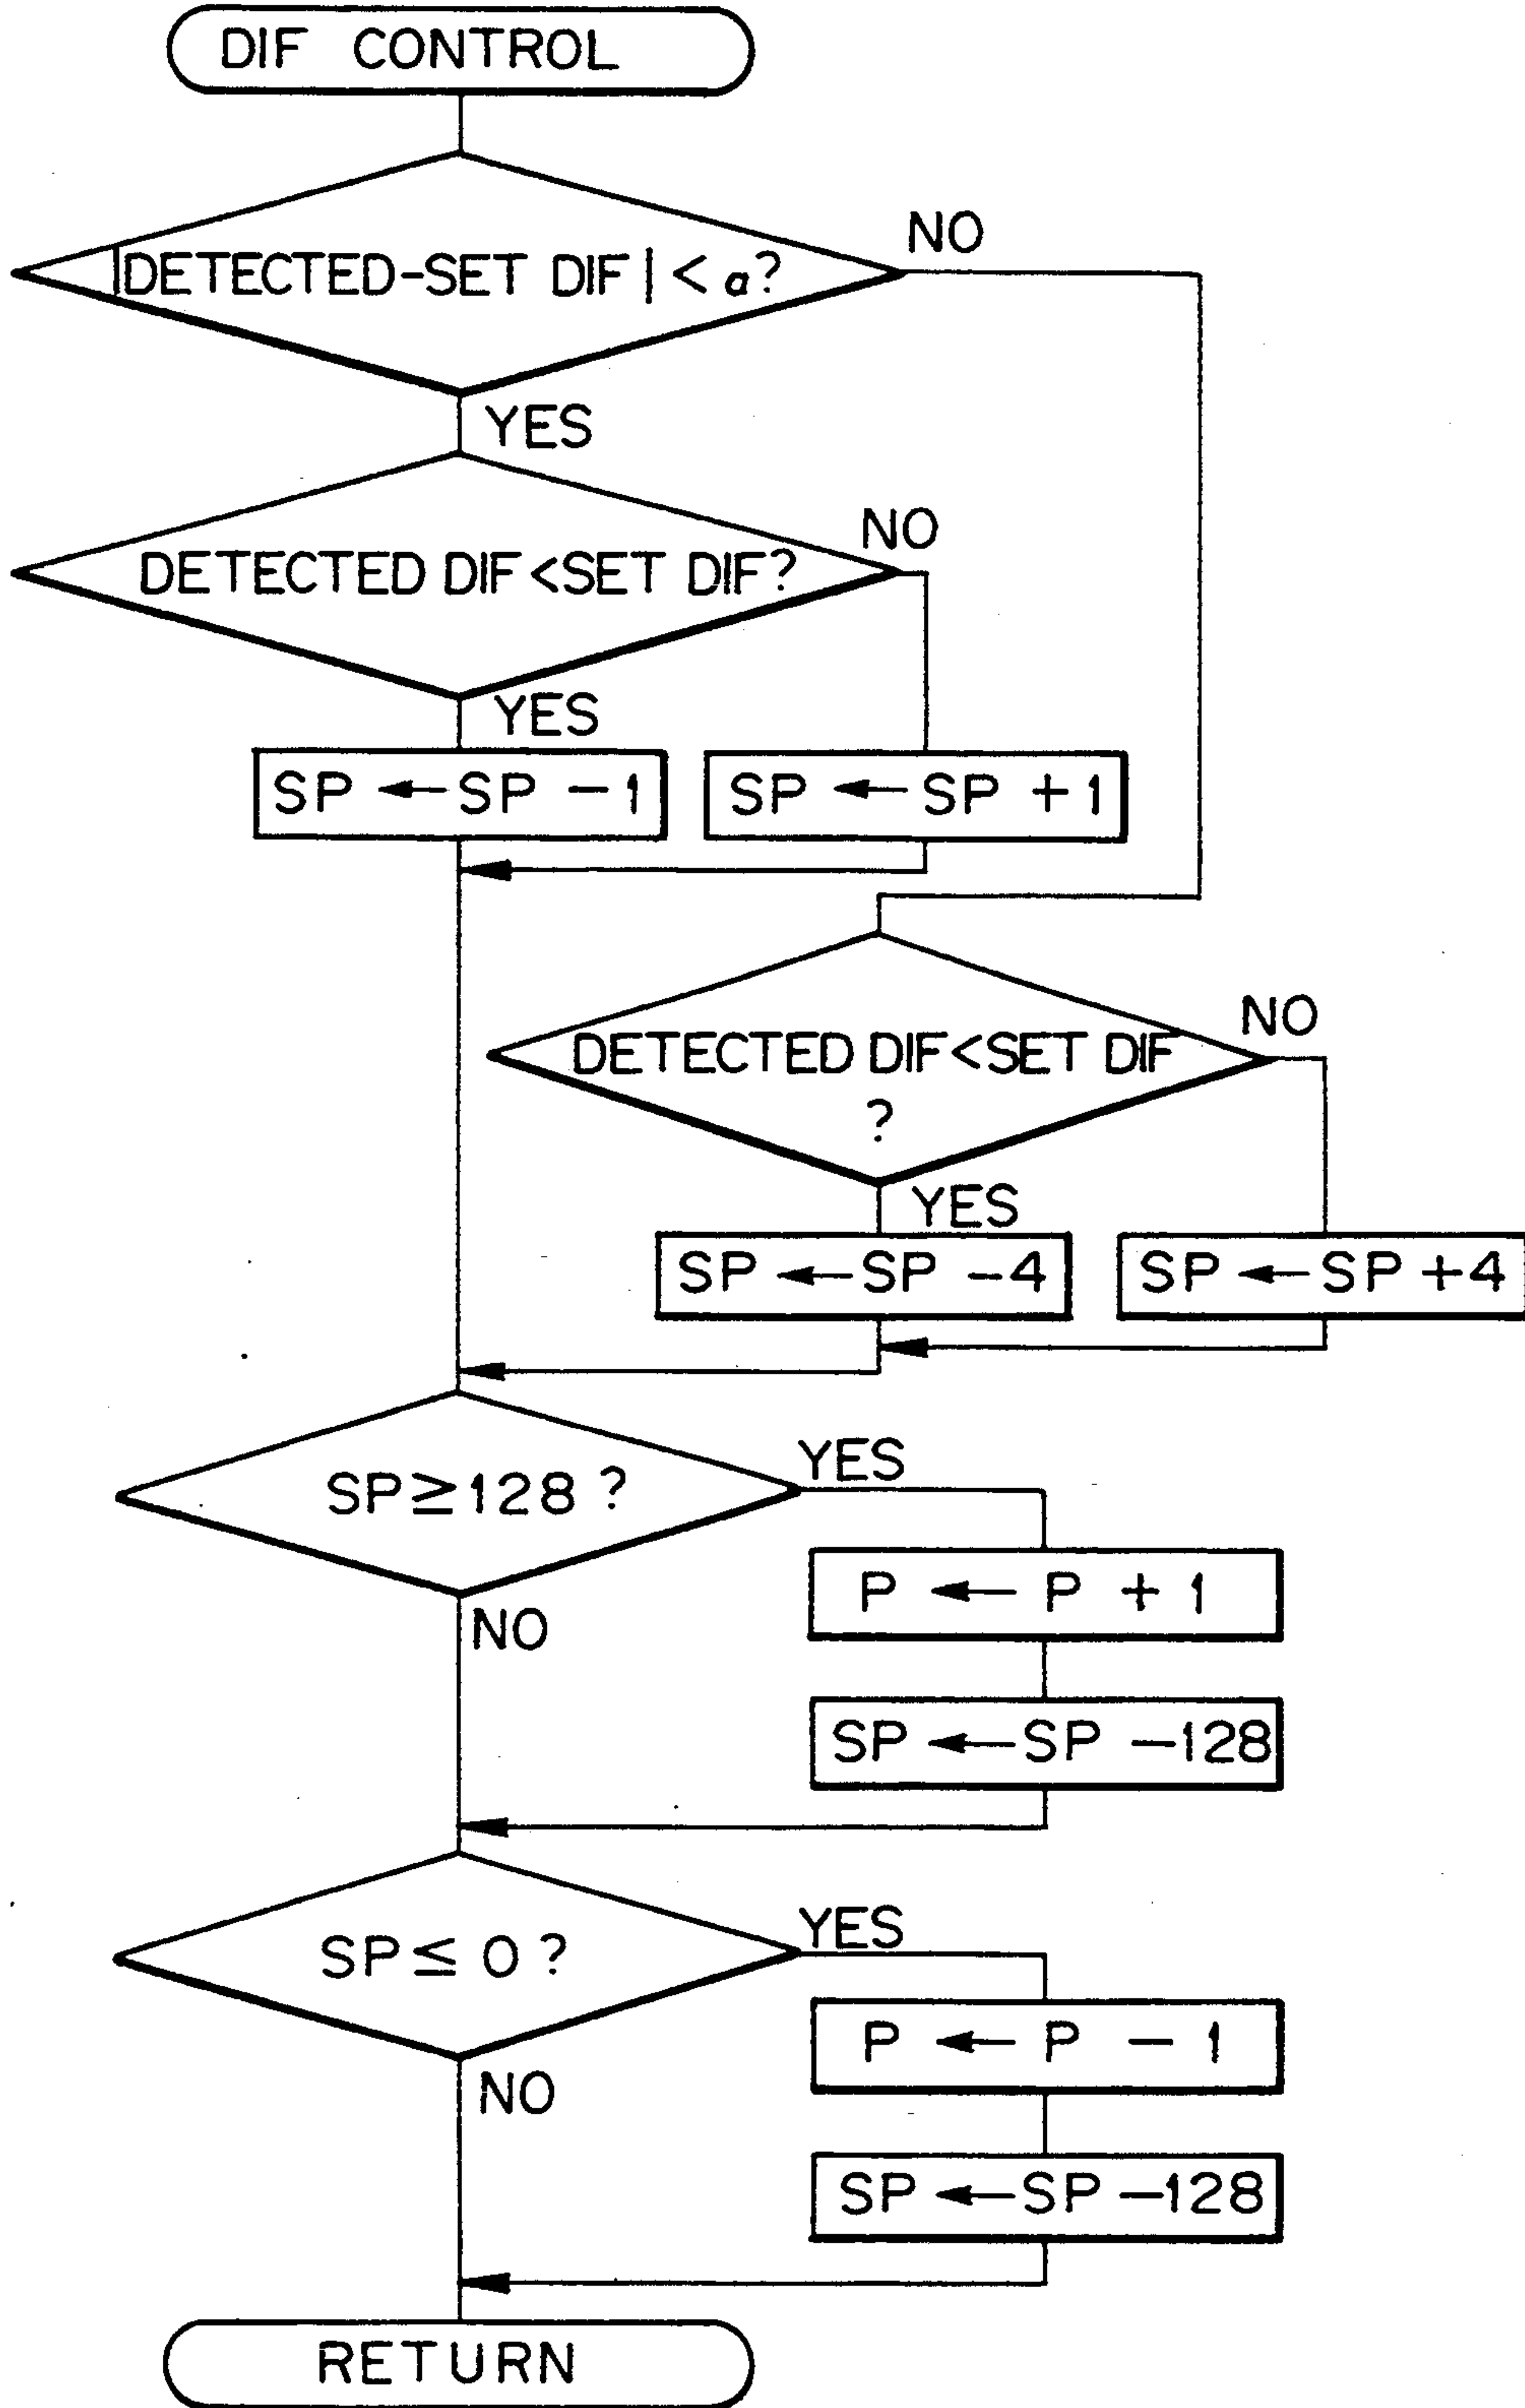 DIF CONTROL
|DETECTED-SET DIF| < a?
NO
YES
DETECTED DIF<SET DIF?
NO
YES
SP ← SP - 1
SP ← SP + 1
DETECTED DIF<SET DIF
?
NO
YES
SP ← SP - 4
SP ← SP + 4
SP ≥ 128 ?
YES
P ← P + 1
NO
SP ← SP - 128
SP ≤ 0 ?
YES
P ← P - 1
NO
SP ← SP - 128
RETURN